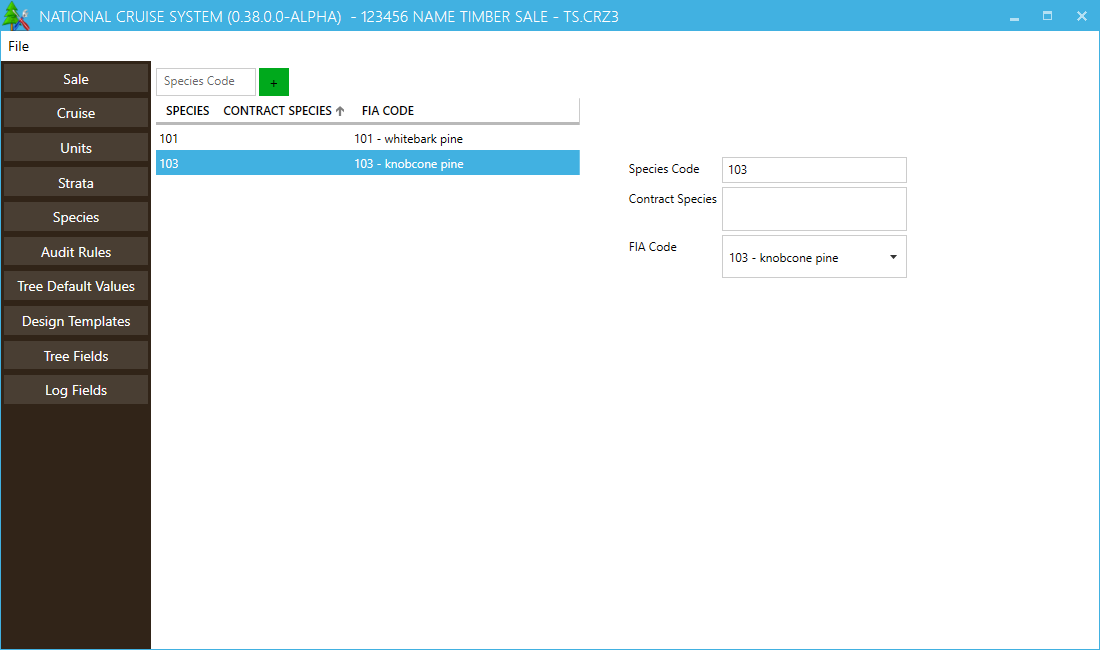 NATIONAL CRUISE SYSTEM (0.38.0.0-ALPHA) - 123456 NAME TIMBER SALE - TS.CRZ3
File
Sale
Cruise
Units
Strata
Species
Audit Rules
Tree Default Values
Design Templates
Tree Fields
Log Fields
Species Code +
SPECIES CONTRACT SPECIES FIA CODE
101 101 - whitebark pine
103 103 - knobcone pine
Species Code 103
Contract Species
FIA Code 103 - knobcone pine